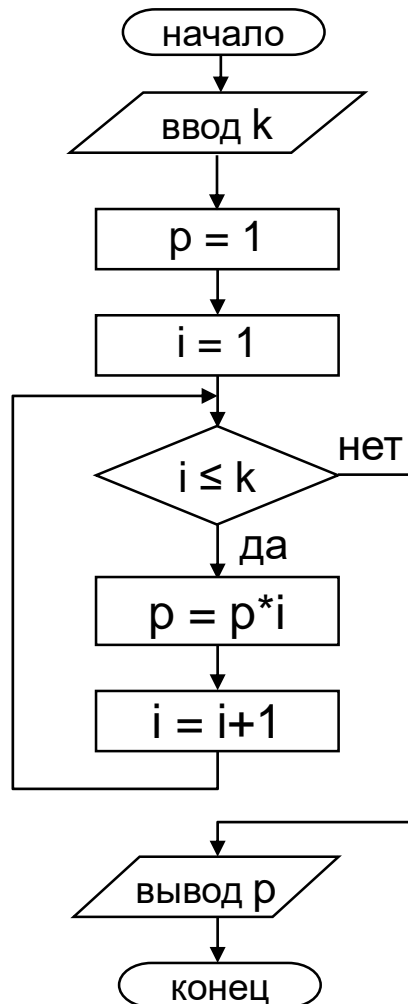 начало
ввод k
p = 1
i = 1
i ≤ k
нет
да
p = p*i
i = i+1
вывод p
конец